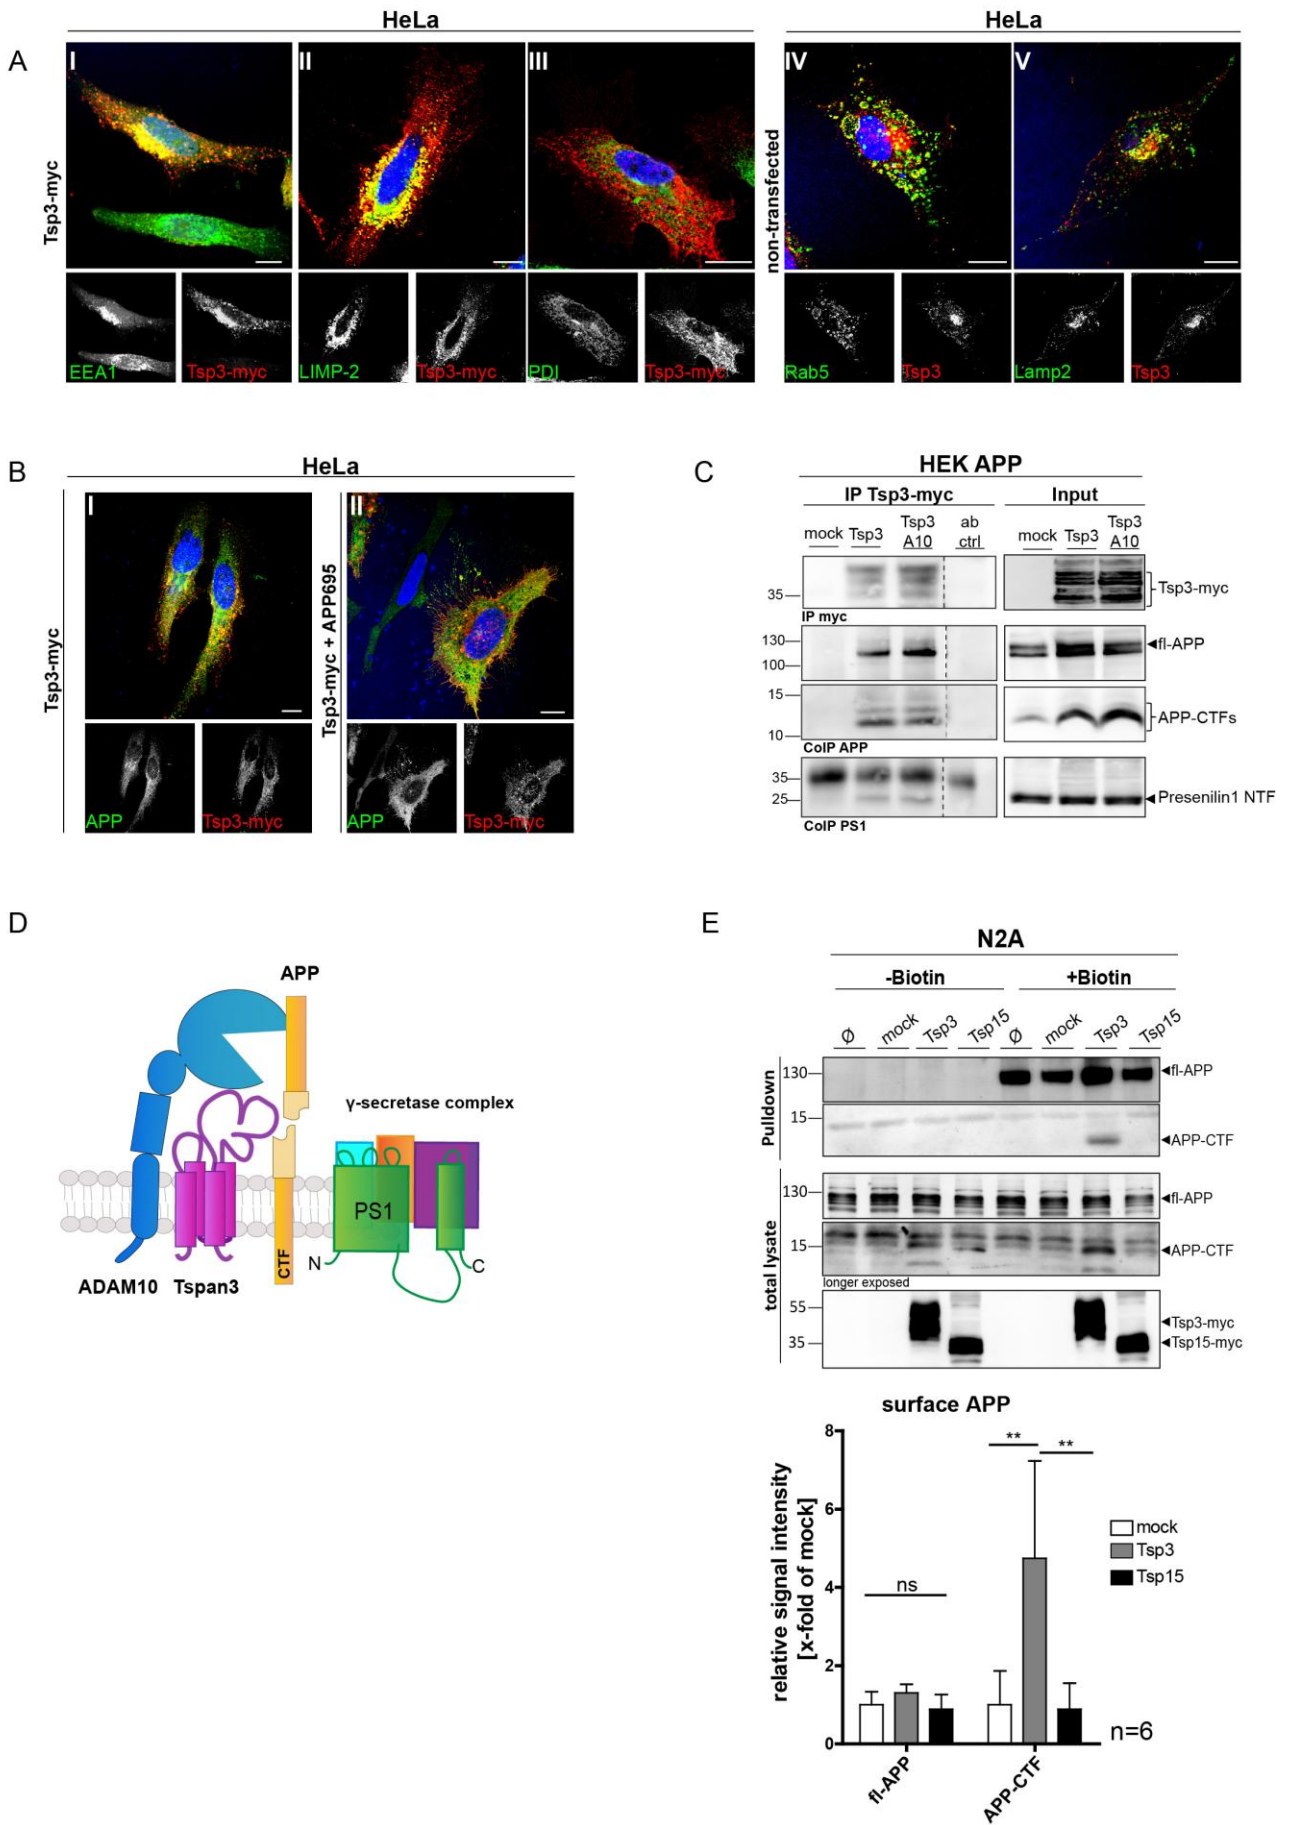 HeLa
HeLa
A
I
II
III
IV
V
Tsp3-myc
non-transfected
EEA1
Tsp3-myc
LIMP-2
Tsp3-myc
PDI
Tsp3-myc
Rab5
Tsp3
Lamp2
Tsp3
B
HeLa
Tsp3-myc
I
Tsp3-myc + APP695
II
APP
Tsp3-myc
APP
Tsp3-myc
C
HEK APP
IP Tsp3-myc
Input
mock Tsp3 Tsp3 A10 ab ctrl
mock Tsp3 Tsp3 A10
35
Tsp3-myc
IP myc
130
100
fl-APP
15
10
APP-CTFs
CoIP APP
35
25
Presenilin1 NTF
CoIP PS1
D
APP
γ-secretase complex
PS1
CTF
N
C
ADAM10 Tspan3
E
N2A
-Biotin +Biotin
Ø mock Tsp3 Tsp15 Ø mock Tsp3 Tsp15
Pulldown
130
fl-APP
15
APP-CTF
total lysate
130
fl-APP
15
APP-CTF
longer exposed
55
35
Tsp3-myc
Tsp15-myc
surface APP
relative signal intensity
[x-fold of mock]
8
6
4
2
0
ns
**
**
mock
Tsp3
Tsp15
n=6
fl-APP
APP-CTF